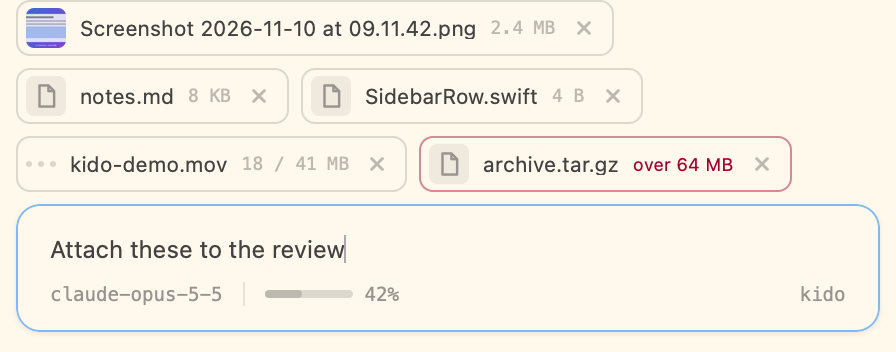 Screenshot 2026-11-10 at 09.11.42.png 2.4 MB
notes.md 8 KB SidebarRow.swift 4 B
kido-demo.mov 18 / 41 MB archive.tar.gz over 64 MB
Attach these to the review
claude-opus-5-5 42% kido